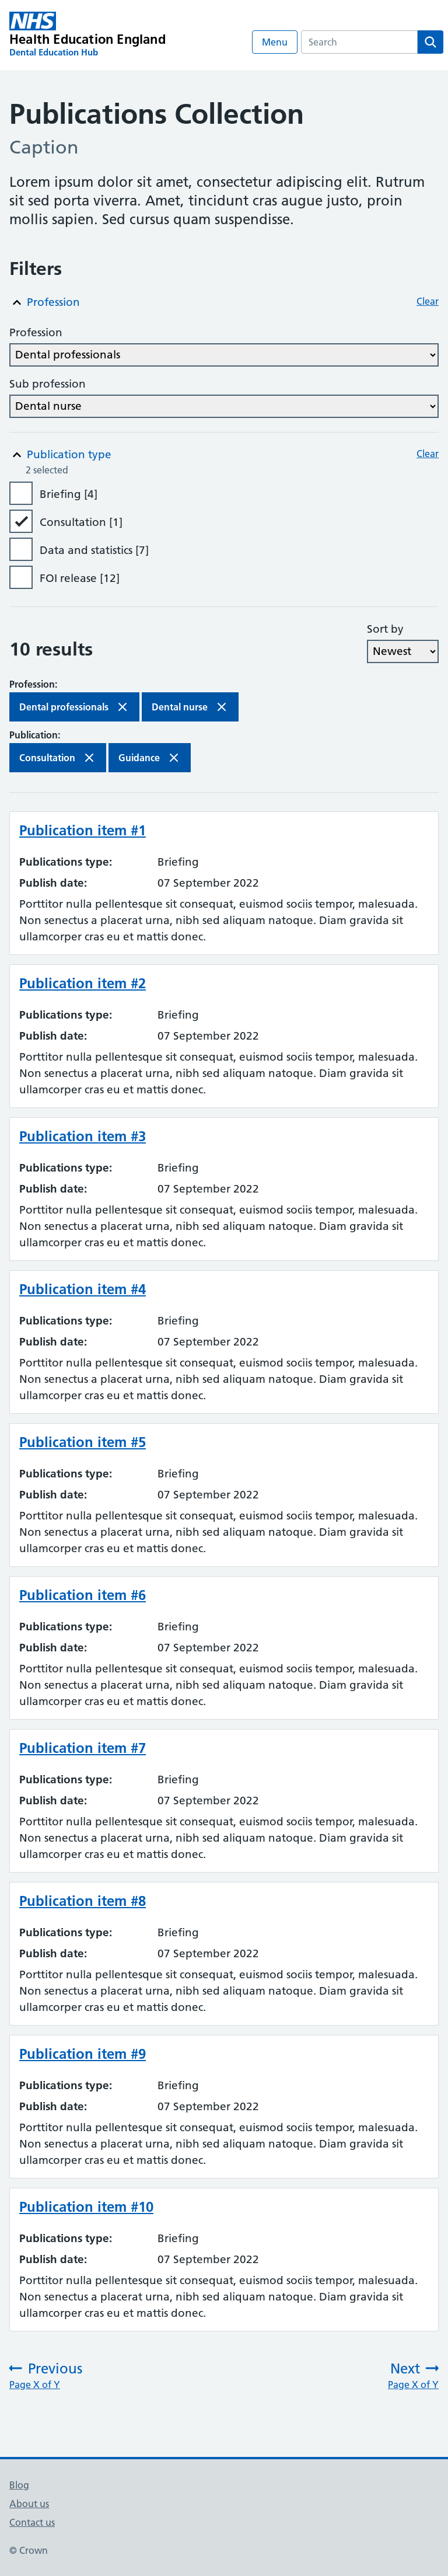 NHS
Health Education England
Dental Education Hub
Menu
Search
Publications Collection
Caption
Lorem ipsum dolor sit amet, consectetur adipiscing elit. Rutrum
sit sed porta viverra. Amet, tincidunt cras augue justo, proin
mollis sapien. Sed cursus quam suspendisse.
Filters
Profession Clear
Profession
Dental professionals
Sub profession
Dental nurse
Publication type Clear
2 selected
Briefing [4]
Consultation [1]
Data and statistics [7]
FOI release [12]
Sort by
10 results Newest
Profession:
Dental professionals Dental nurse
Publication:
Consultation Guidance
Publication item #1
Publications type: Briefing
Publish date: 07 September 2022
Porttitor nulla pellentesque sit consequat, euismod sociis tempor, malesuada.
Non senectus a placerat urna, nibh sed aliquam natoque. Diam gravida sit
ullamcorper cras eu et mattis donec.
Publication item #2
Publications type: Briefing
Publish date: 07 September 2022
Porttitor nulla pellentesque sit consequat, euismod sociis tempor, malesuada.
Non senectus a placerat urna, nibh sed aliquam natoque. Diam gravida sit
ullamcorper cras eu et mattis donec.
Publication item #3
Publications type: Briefing
Publish date: 07 September 2022
Porttitor nulla pellentesque sit consequat, euismod sociis tempor, malesuada.
Non senectus a placerat urna, nibh sed aliquam natoque. Diam gravida sit
ullamcorper cras eu et mattis donec.
Publication item #4
Publications type: Briefing
Publish date: 07 September 2022
Porttitor nulla pellentesque sit consequat, euismod sociis tempor, malesuada.
Non senectus a placerat urna, nibh sed aliquam natoque. Diam gravida sit
ullamcorper cras eu et mattis donec.
Publication item #5
Publications type: Briefing
Publish date: 07 September 2022
Porttitor nulla pellentesque sit consequat, euismod sociis tempor, malesuada.
Non senectus a placerat urna, nibh sed aliquam natoque. Diam gravida sit
ullamcorper cras eu et mattis donec.
Publication item #6
Publications type: Briefing
Publish date: 07 September 2022
Porttitor nulla pellentesque sit consequat, euismod sociis tempor, malesuada.
Non senectus a placerat urna, nibh sed aliquam natoque. Diam gravida sit
ullamcorper cras eu et mattis donec.
Publication item #7
Publications type: Briefing
Publish date: 07 September 2022
Porttitor nulla pellentesque sit consequat, euismod sociis tempor, malesuada.
Non senectus a placerat urna, nibh sed aliquam natoque. Diam gravida sit
ullamcorper cras eu et mattis donec.
Publication item #8
Publications type: Briefing
Publish date: 07 September 2022
Porttitor nulla pellentesque sit consequat, euismod sociis tempor, malesuada.
Non senectus a placerat urna, nibh sed aliquam natoque. Diam gravida sit
ullamcorper cras eu et mattis donec.
Publication item #9
Publications type: Briefing
Publish date: 07 September 2022
Porttitor nulla pellentesque sit consequat, euismod sociis tempor, malesuada.
Non senectus a placerat urna, nibh sed aliquam natoque. Diam gravida sit
ullamcorper cras eu et mattis donec.
Publication item #10
Publications type: Briefing
Publish date: 07 September 2022
Porttitor nulla pellentesque sit consequat, euismod sociis tempor, malesuada.
Non senectus a placerat urna, nibh sed aliquam natoque. Diam gravida sit
ullamcorper cras eu et mattis donec.
Previous Next
Page X of Y Page X of Y
Blog
About us
Contact us
© Crown